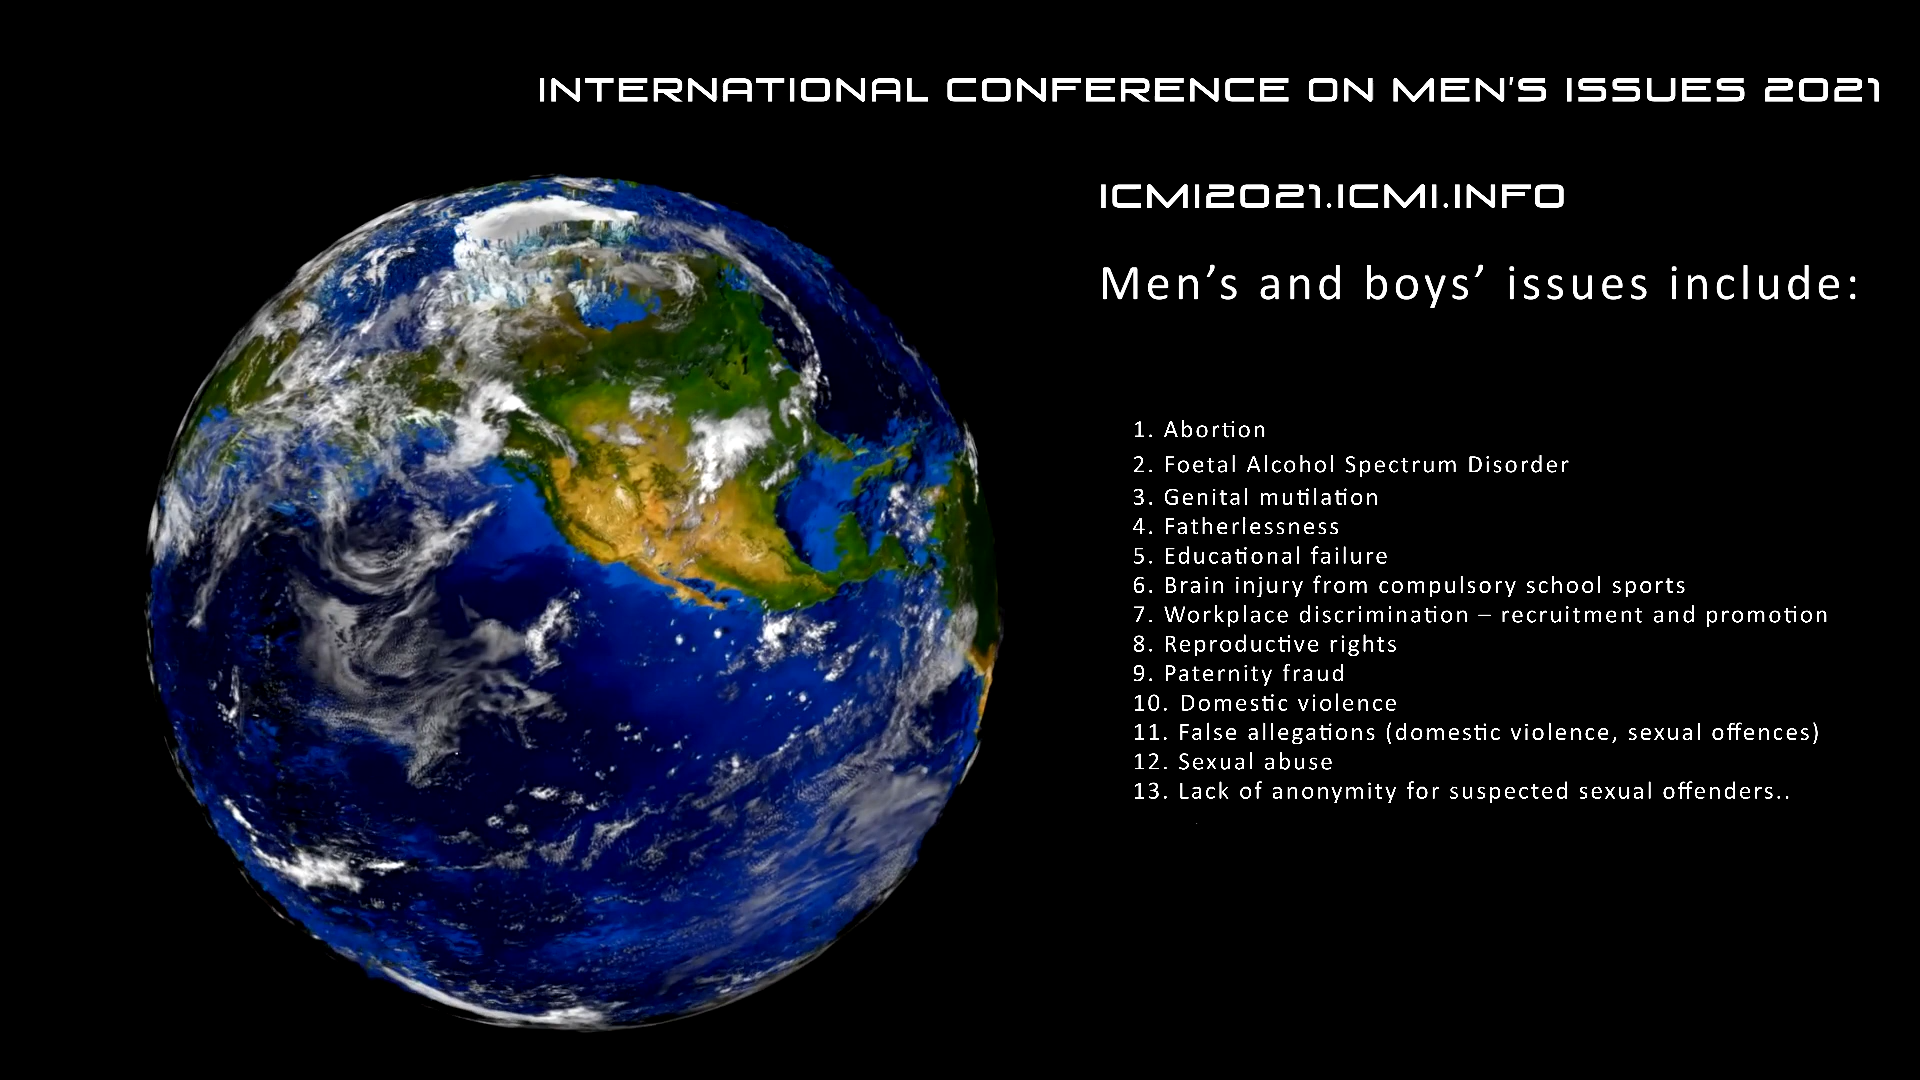 INTERNATIONAL CONFERENCE ON MEN'S ISSUES 2021
ICMI2021.ICMI.INFO
Men’s and boys’ issues include:
1. Abortion
2. Foetal Alcohol Spectrum Disorder
3. Genital mutilation
4. Fatherlessness
5. Educational failure
6. Brain injury from compulsory school sports
7. Workplace discrimination – recruitment and promotion
8. Reproductive rights
9. Paternity fraud
10. Domestic violence
11. False allegations (domestic violence, sexual offences)
12. Sexual abuse
13. Lack of anonymity for suspected sexual offenders..